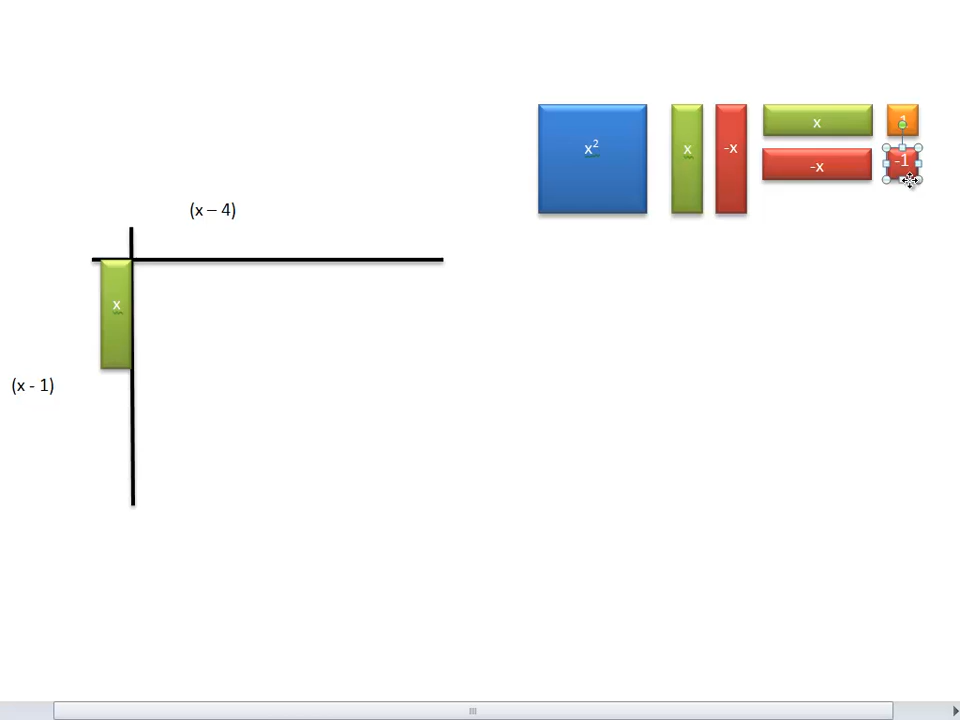 x²
x
-x
x
1
-x
-1
(x – 4)
x
(x - 1)